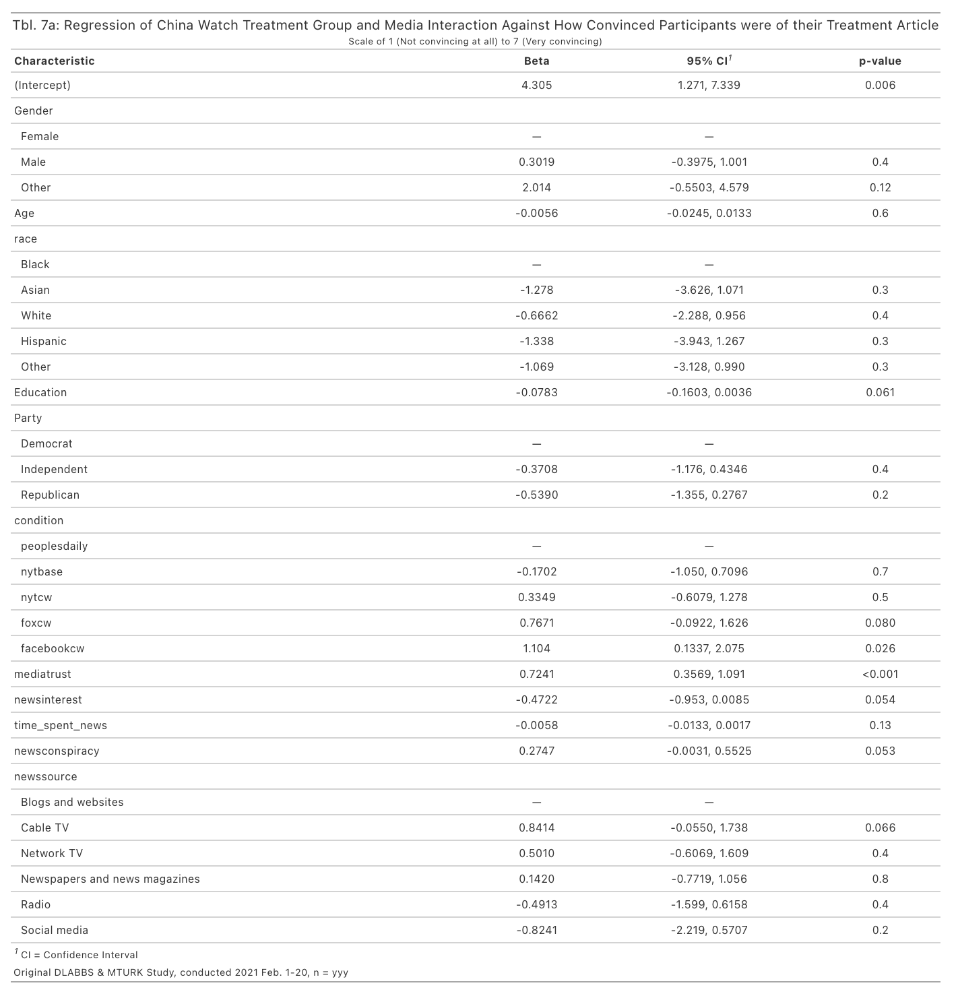 Tbl. 7a: Regression of China Watch Treatment Group and Media Interaction Against How Convinced Participants were of their Treatment Article
Scale of 1 (Not convincing at all) to 7 (Very convincing)
Characteristic Beta 95% CI1 p-value
(Intercept) 4.305 1.271, 7.339 0.006
Gender
Female — —
Male 0.3019 -0.3975, 1.001 0.4
Other 2.014 -0.5503, 4.579 0.12
Age -0.0056 -0.0245, 0.0133 0.6
race
Black — —
Asian -1.278 -3.626, 1.071 0.3
White -0.6662 -2.288, 0.956 0.4
Hispanic -1.338 -3.943, 1.267 0.3
Other -1.069 -3.128, 0.990 0.3
Education -0.0783 -0.1603, 0.0036 0.061
Party
Democrat — —
Independent -0.3708 -1.176, 0.4346 0.4
Republican -0.5390 -1.355, 0.2767 0.2
condition
peoplesdaily — —
nytbase -0.1702 -1.050, 0.7096 0.7
nytcw 0.3349 -0.6079, 1.278 0.5
foxcw 0.7671 -0.0922, 1.626 0.080
facebookcw 1.104 0.1337, 2.075 0.026
mediatrust 0.7241 0.3569, 1.091 <0.001
newsinterest -0.4722 -0.953, 0.0085 0.054
time_spent_news -0.0058 -0.0133, 0.0017 0.13
newsconspiracy 0.2747 -0.0031, 0.5525 0.053
newssource
Blogs and websites — —
Cable TV 0.8414 -0.0550, 1.738 0.066
Network TV 0.5010 -0.6069, 1.609 0.4
Newspapers and news magazines 0.1420 -0.7719, 1.056 0.8
Radio -0.4913 -1.599, 0.6158 0.4
Social media -0.8241 -2.219, 0.5707 0.2
1 CI = Confidence Interval
Original DLABBS & MTURK Study, conducted 2021 Feb. 1-20, n = yyy